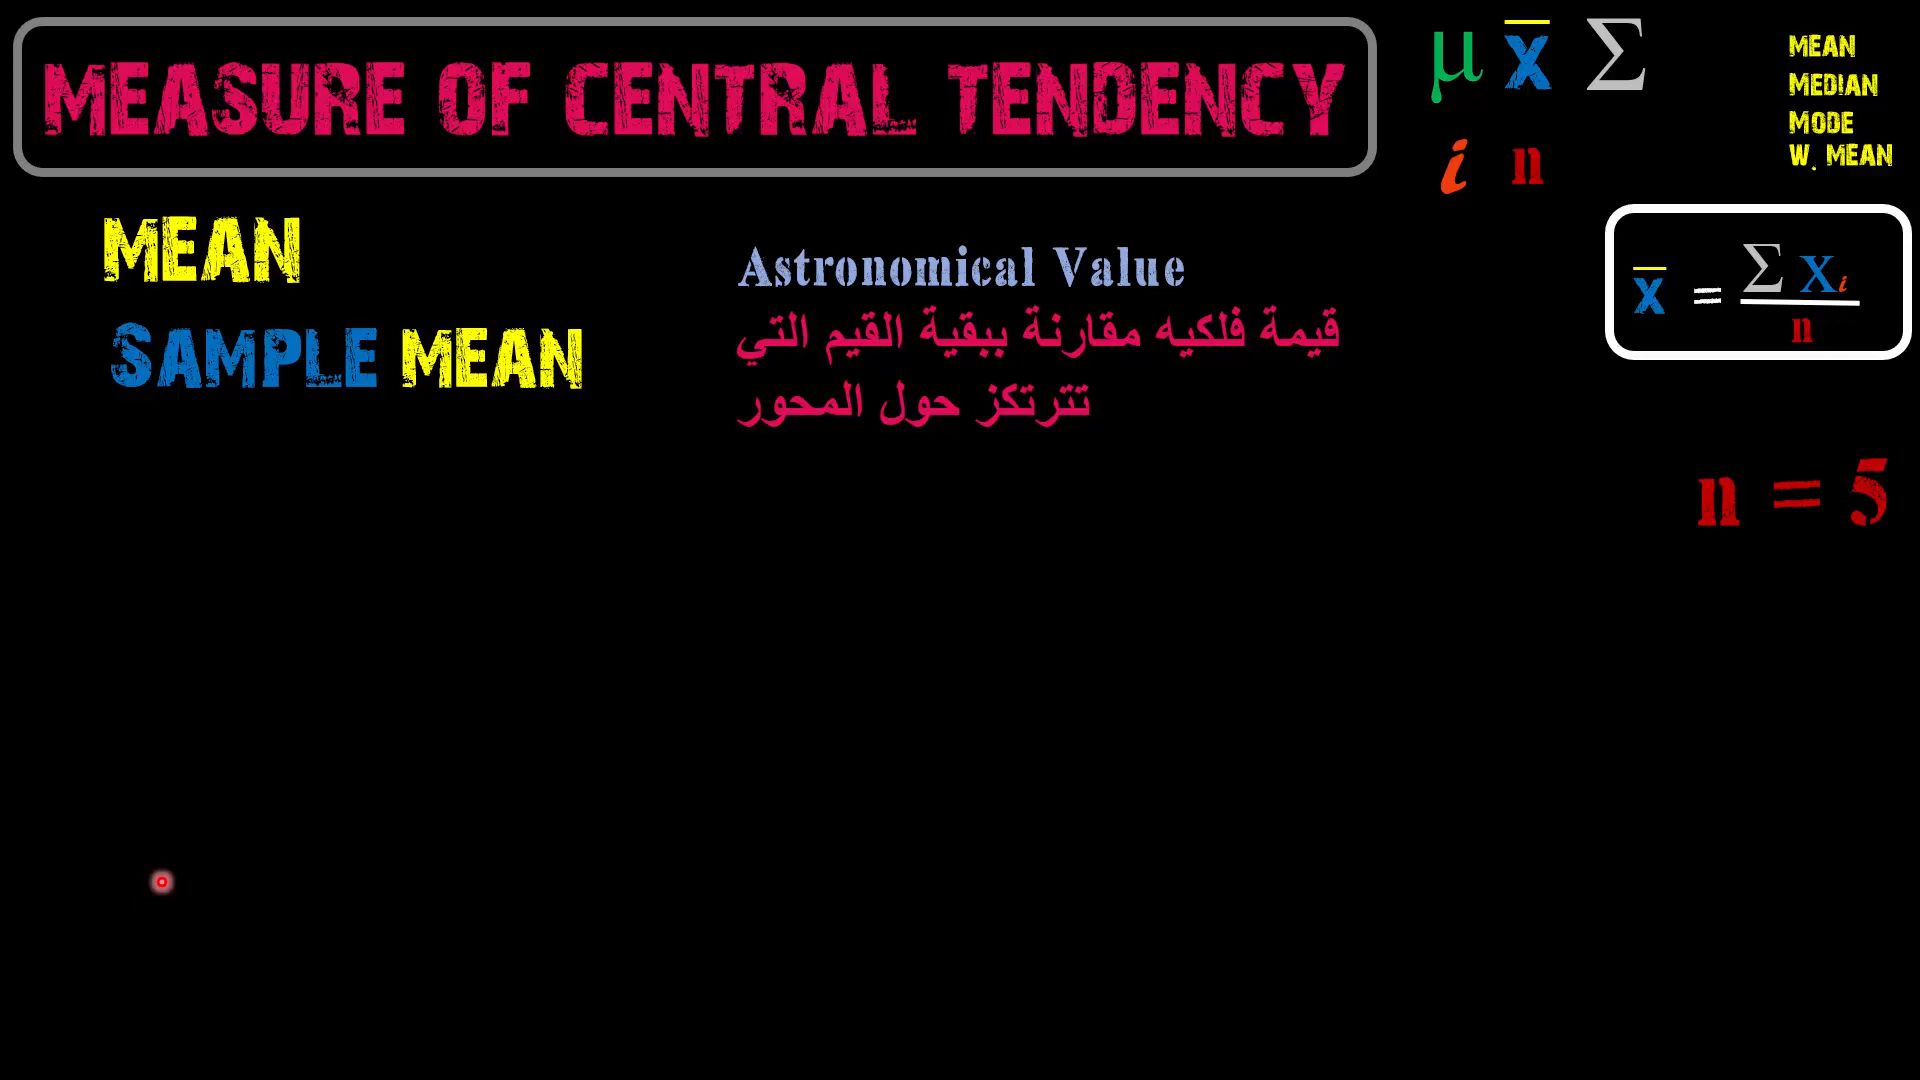 MEASURE OF CENTRAL TENDENCY
μ x̅ Σ
i n
MEAN
MEDIAN
MODE
W. MEAN
MEAN
SAMPLE MEAN
Astronomical Value
قيمة فلكيه مقارنة ببقية القيم التي
تترتكز حول المحور
x̅ = Σ Xi / n
n = 5